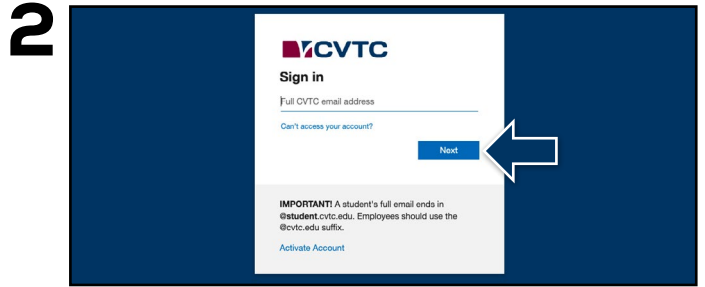 2
CVTC
Sign in
Full CVTC email address
Can't access your account?
Next
IMPORTANT! A student's full email ends in
@student.cvtc.edu. Employees should use the
@cvtc.edu suffix.
Activate Account